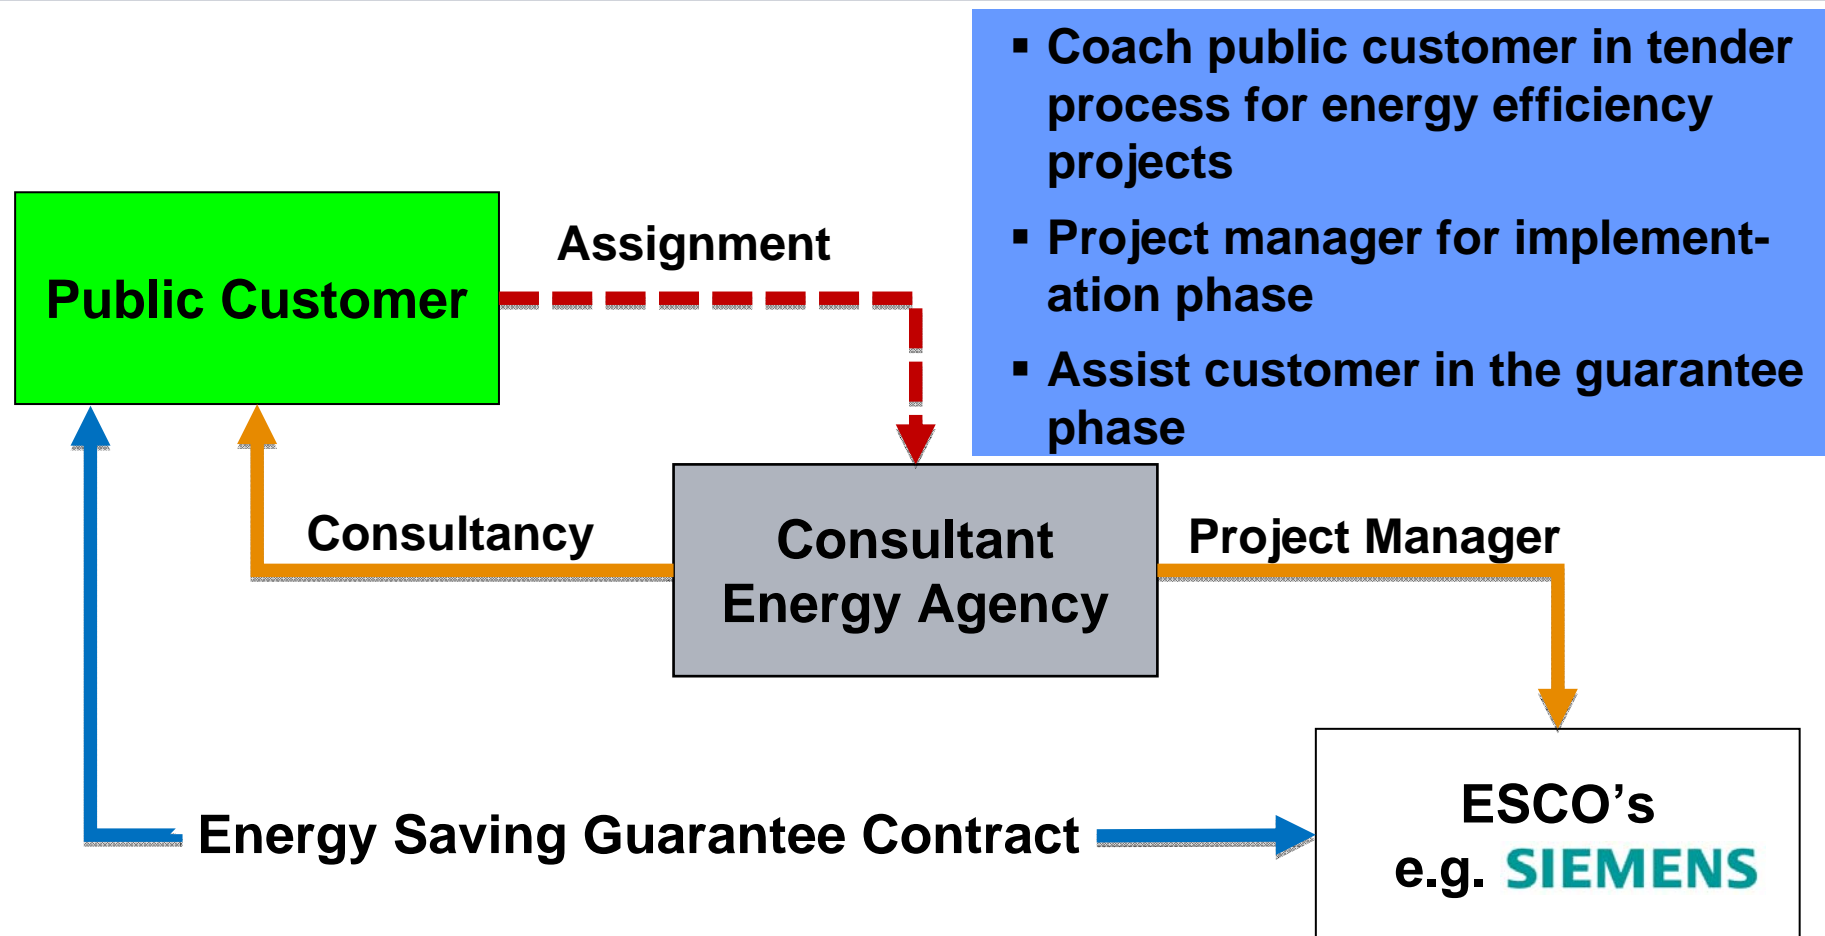 ▪ Coach public customer in tender
process for energy efficiency
projects
▪ Project manager for implement-
ation phase
▪ Assist customer in the guarantee
phase
Assignment
Public Customer
Consultancy
Consultant
Energy Agency
Project Manager
Energy Saving Guarantee Contract
ESCO’s
e.g. SIEMENS